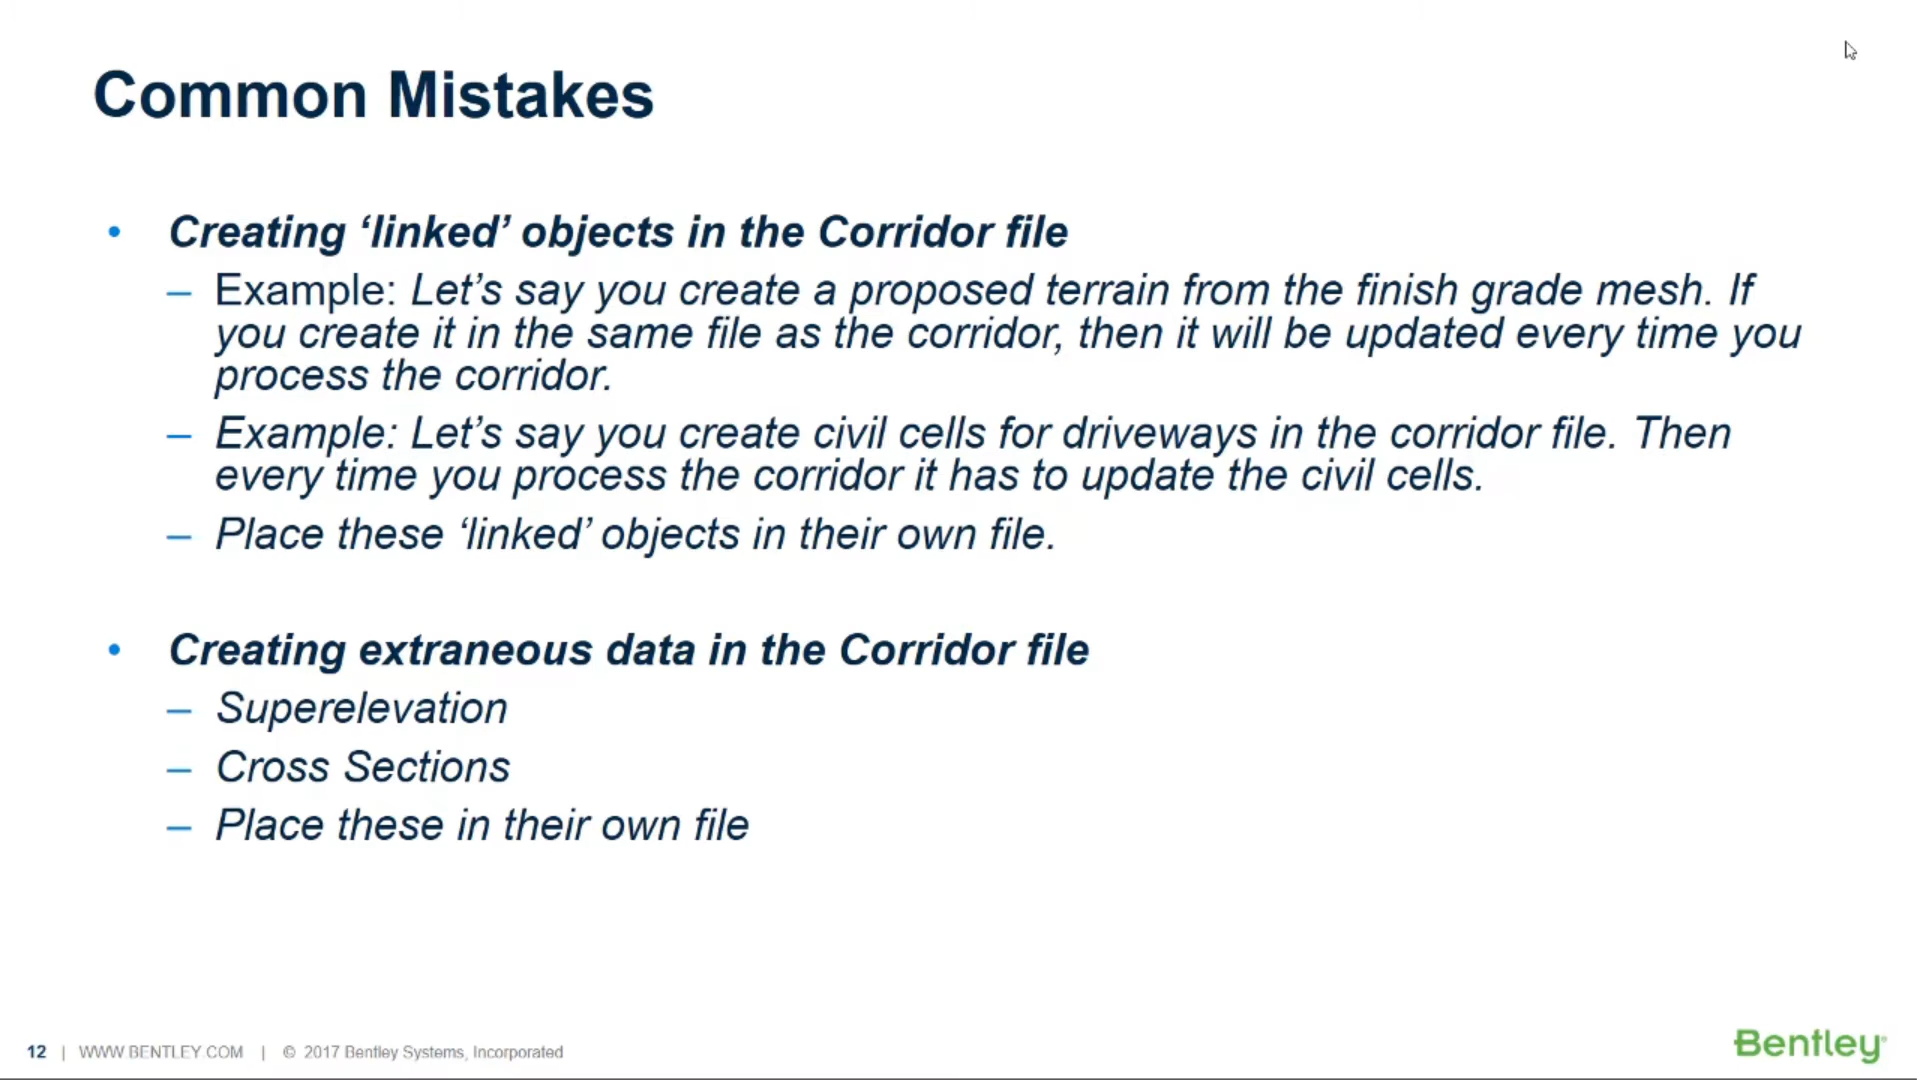 Common Mistakes
• Creating ‘linked’ objects in the Corridor file
– Example: Let’s say you create a proposed terrain from the finish grade mesh. If
you create it in the same file as the corridor, then it will be updated every time you
process the corridor.
– Example: Let’s say you create civil cells for driveways in the corridor file. Then
every time you process the corridor it has to update the civil cells.
– Place these ‘linked’ objects in their own file.
• Creating extraneous data in the Corridor file
– Superelevation
– Cross Sections
– Place these in their own file
12 | WWW.BENTLEY.COM | © 2017 Bentley Systems, Incorporated
Bentley